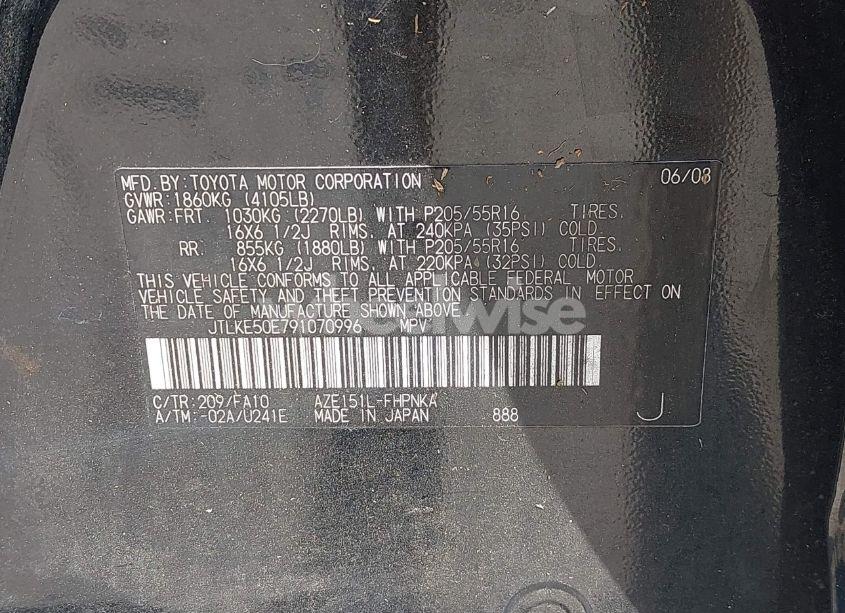 MFD.BY:TOYOTA MOTOR CORPORATION 06/08
GVWR:1860KG (4105LB)
GAWR:FRT. 1030KG (2270LB) WITH P205/55R16 TIRES.
16X6 1/2J RIMS. AT 240KPA (35PSI) COLD.
RR. 855KG (1880LB) WITH P205/55R16 TIRES.
16X6 1/2J RIMS. AT 220KPA (32PSI) COLD.
THIS VEHICLE CONFORMS TO ALL APPLICABLE FEDERAL MOTOR
VEHICLE SAFETY AND THEFT PREVENTION STANDARDS IN EFFECT ON
THE DATE OF MANUFACTURE SHOWN ABOVE.
JTLKE50E791070996 MPV
C/TR:209/FA10 AZE151L-FHPNKA
A/TM:-02A/U241E MADE IN JAPAN 888 J